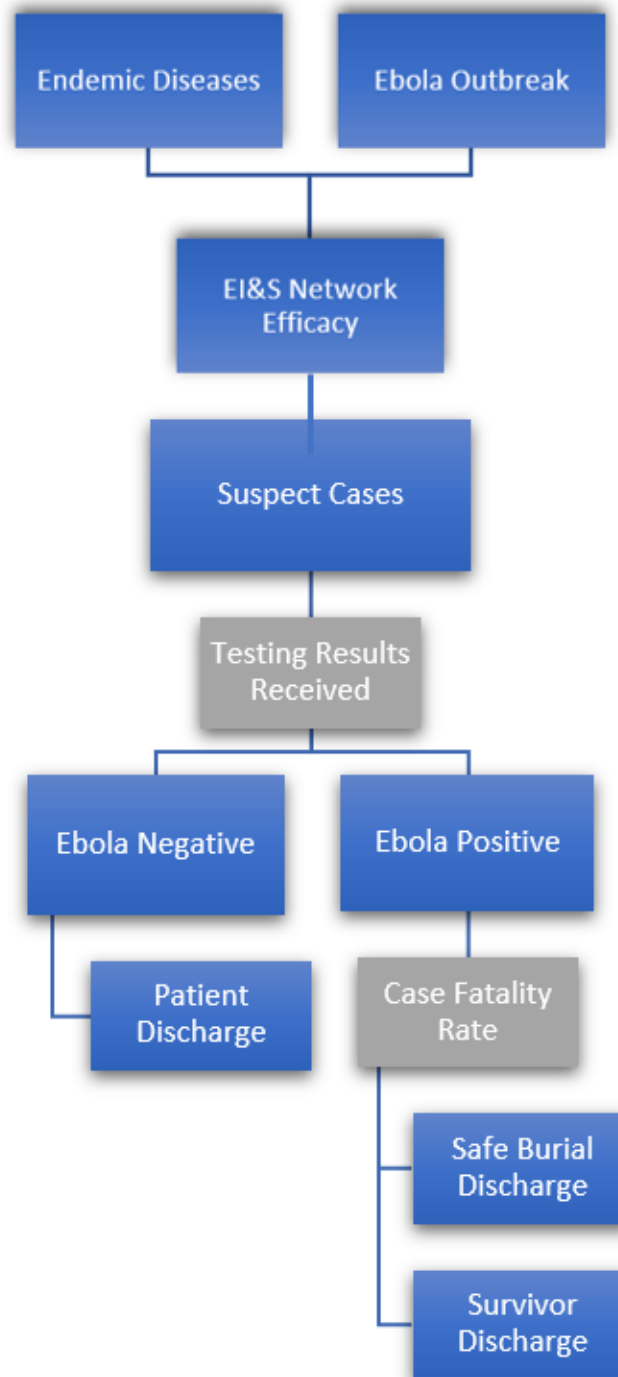 Endemic Diseases
Ebola Outbreak
EI&S Network
Efficacy
Suspect Cases
Testing Results
Received
Ebola Negative
Ebola Positive
Patient
Discharge
Case Fatality
Rate
Safe Burial
Discharge
Survivor
Discharge